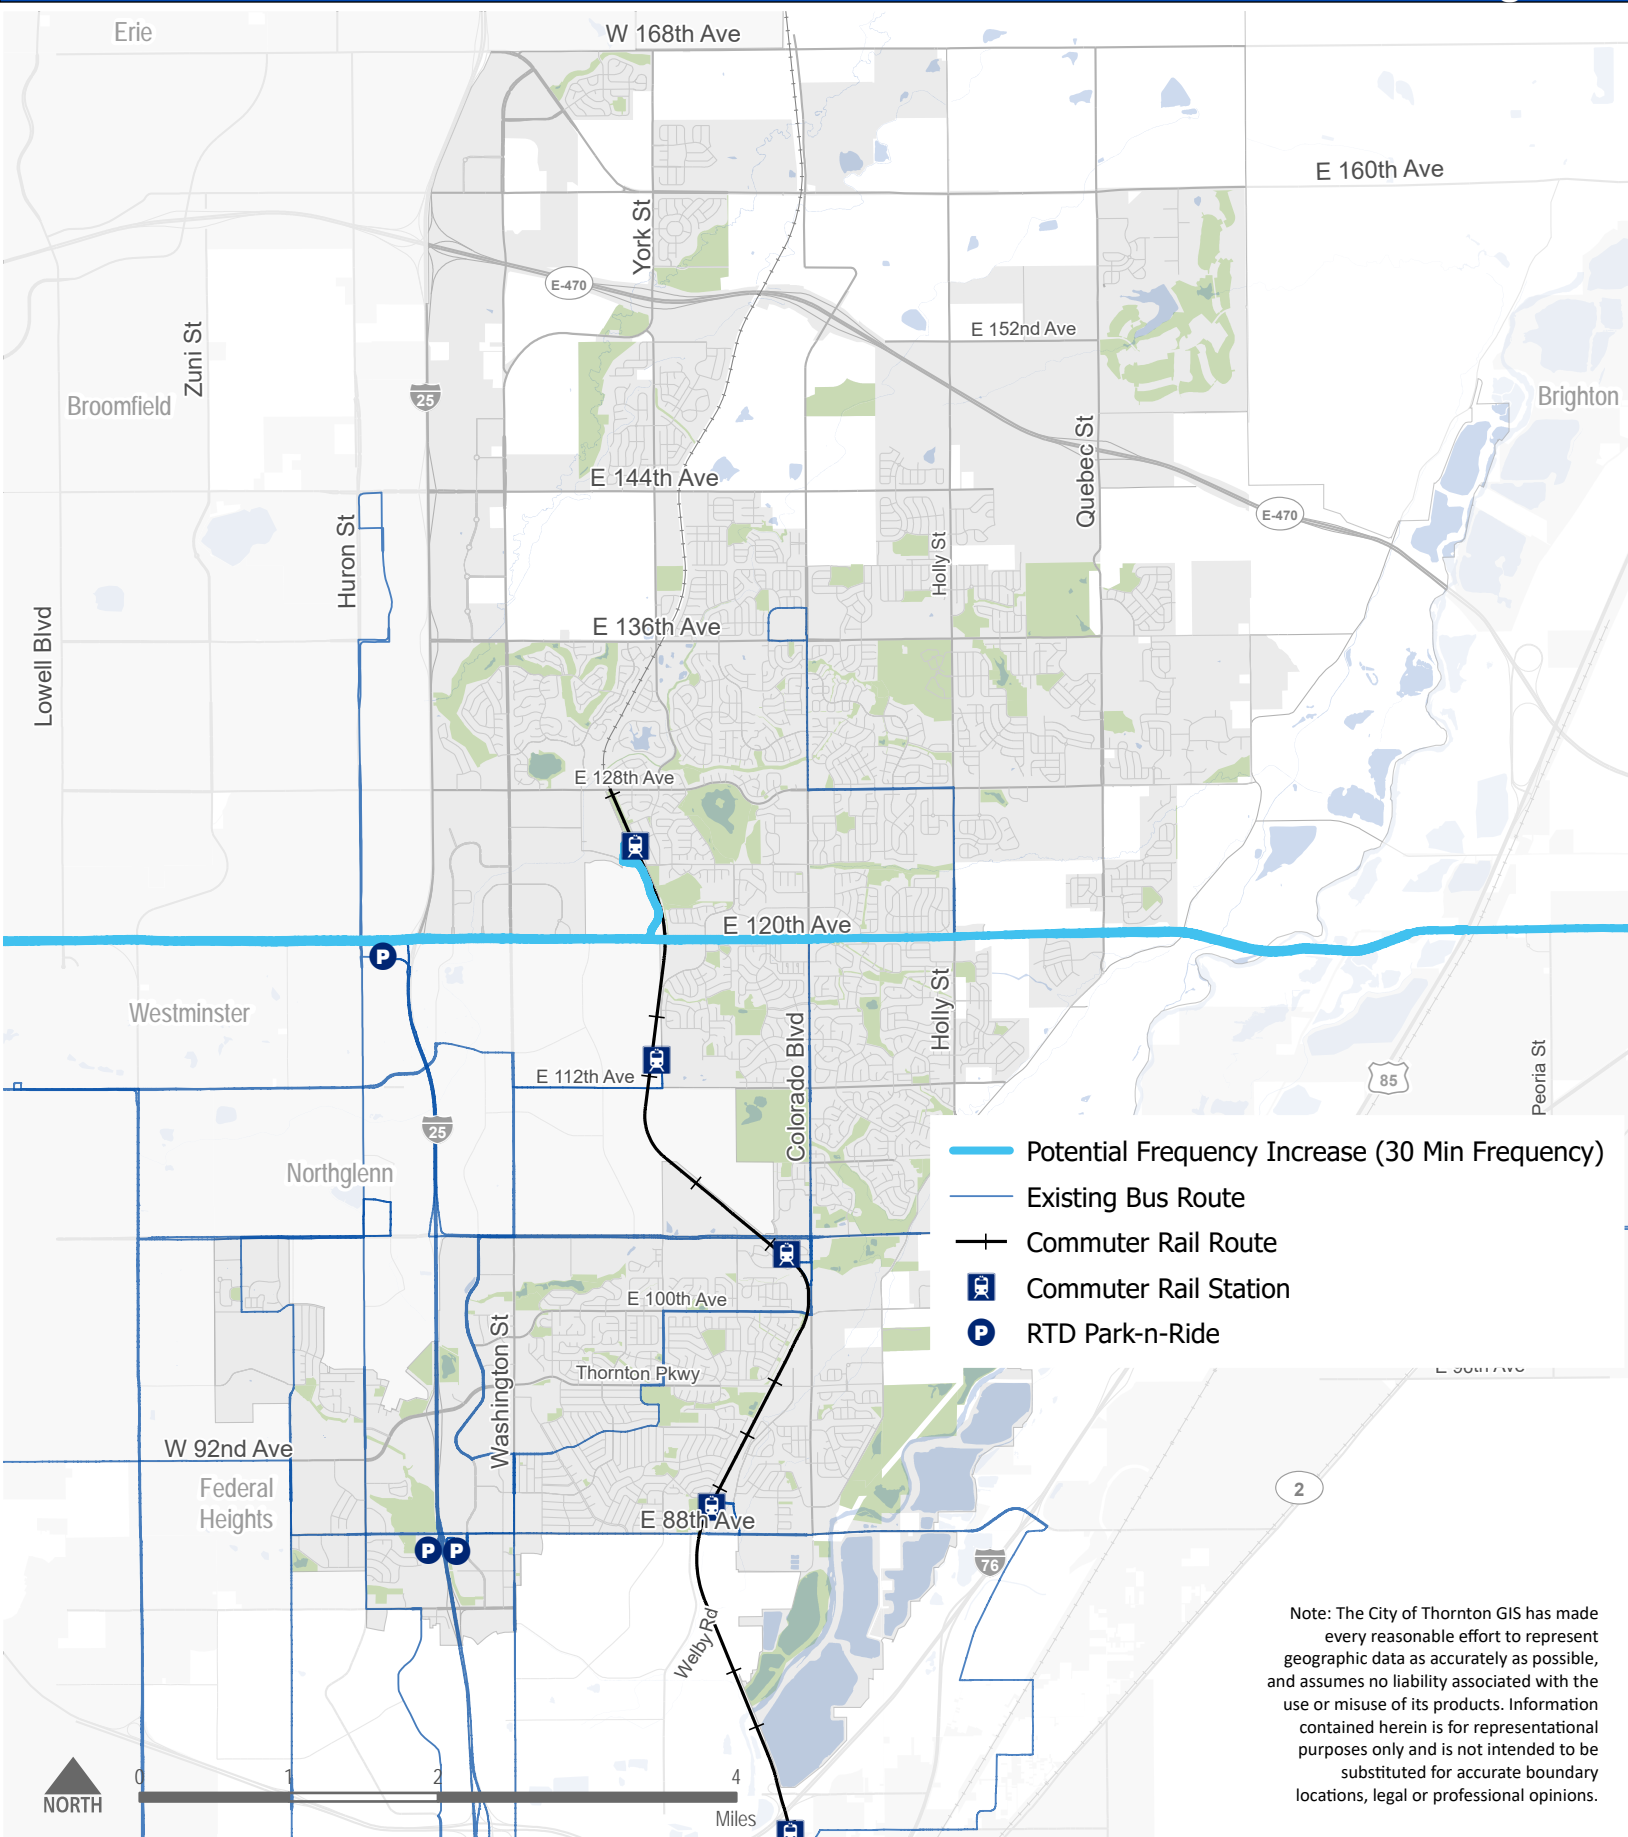 Erie
W 168th Ave
E 160th Ave
York St
E-470
Zuni St
E 152nd Ave
25
Broomfield
Brighton
Quebec St
E 144th Ave
E-470
Huron St
Holly St
Lowell Blvd
E 136th Ave
E 128th Ave
E 120th Ave
P
Westminster
Holly St
Colorado Blvd
E 112th Ave
85
Peoria St
25
Northglenn
Potential Frequency Increase (30 Min Frequency)
Existing Bus Route
Commuter Rail Route
Commuter Rail Station
P RTD Park-n-Ride
E 100th Ave
Washington St
Thornton Pkwy
W 92nd Ave
Federal
Heights
2
E 88th Ave
P P
76
Welby Rd
Note: The City of Thornton GIS has made
every reasonable effort to represent
geographic data as accurately as possible,
and assumes no liability associated with the
use or misuse of its products. Information
contained herein is for representational
purposes only and is not intended to be
substituted for accurate boundary
locations, legal or professional opinions.
NORTH
0 1 2 4
Miles